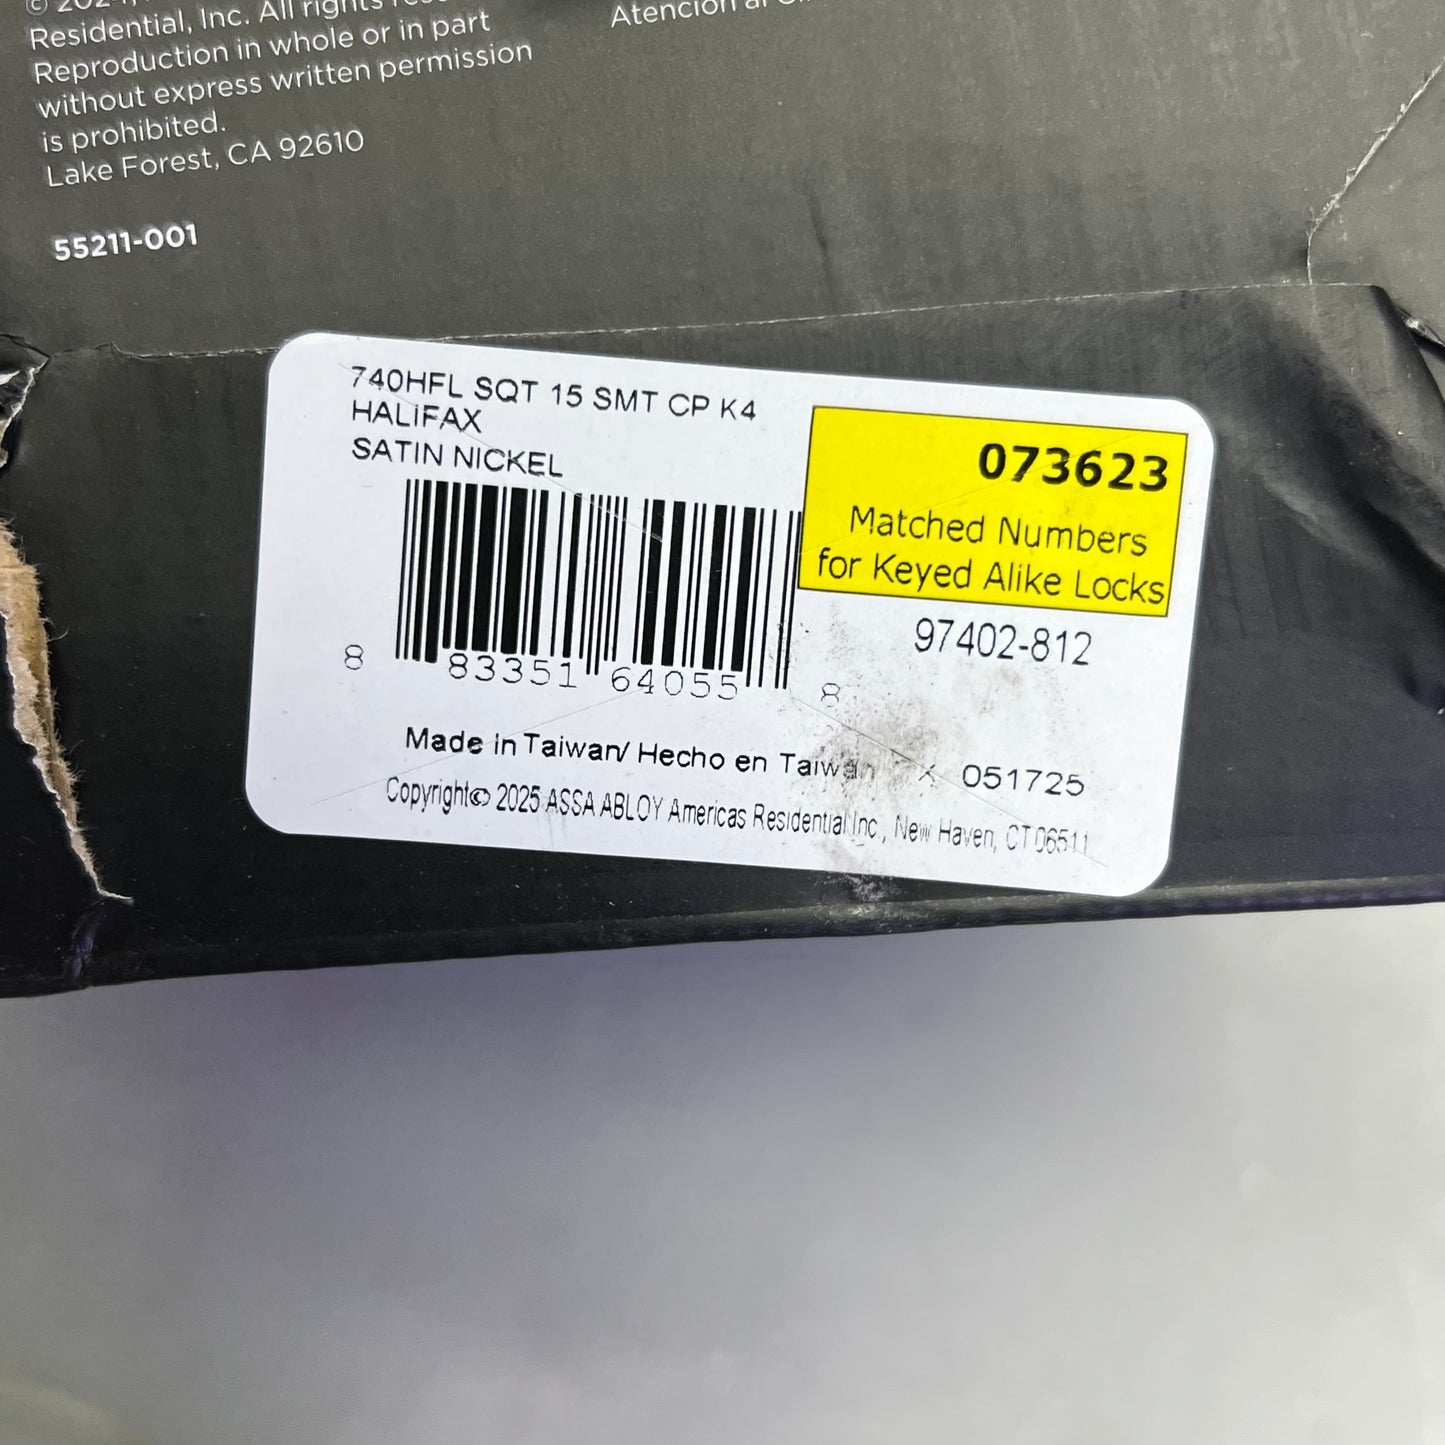 Residential, Inc. All rights
Reproduction in whole or in part
without express written permission
is prohibited.
Lake Forest, CA 92610
55211-001
Atención al
740HFL SQT 15 SMT CP K4
HALIFAX
SATIN NICKEL
073623
Matched Numbers
for Keyed Alike Locks
97402-812
8 83351 64055 8
Made in Taiwan/ Hecho en Taiwan X 051725
Copyright© 2025 ASSA ABLOY Americas Residential Inc., New Haven, CT 06511